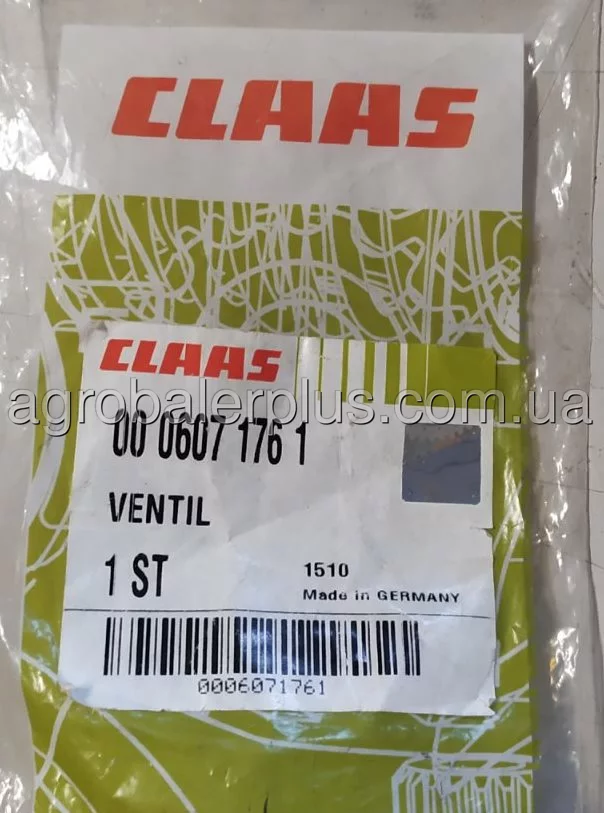 CLAAS
CLAAS
agrobalerplus.com.ua
00 0607 176 1
VENTIL
1 ST
1510
Made in GERMANY
0006071761